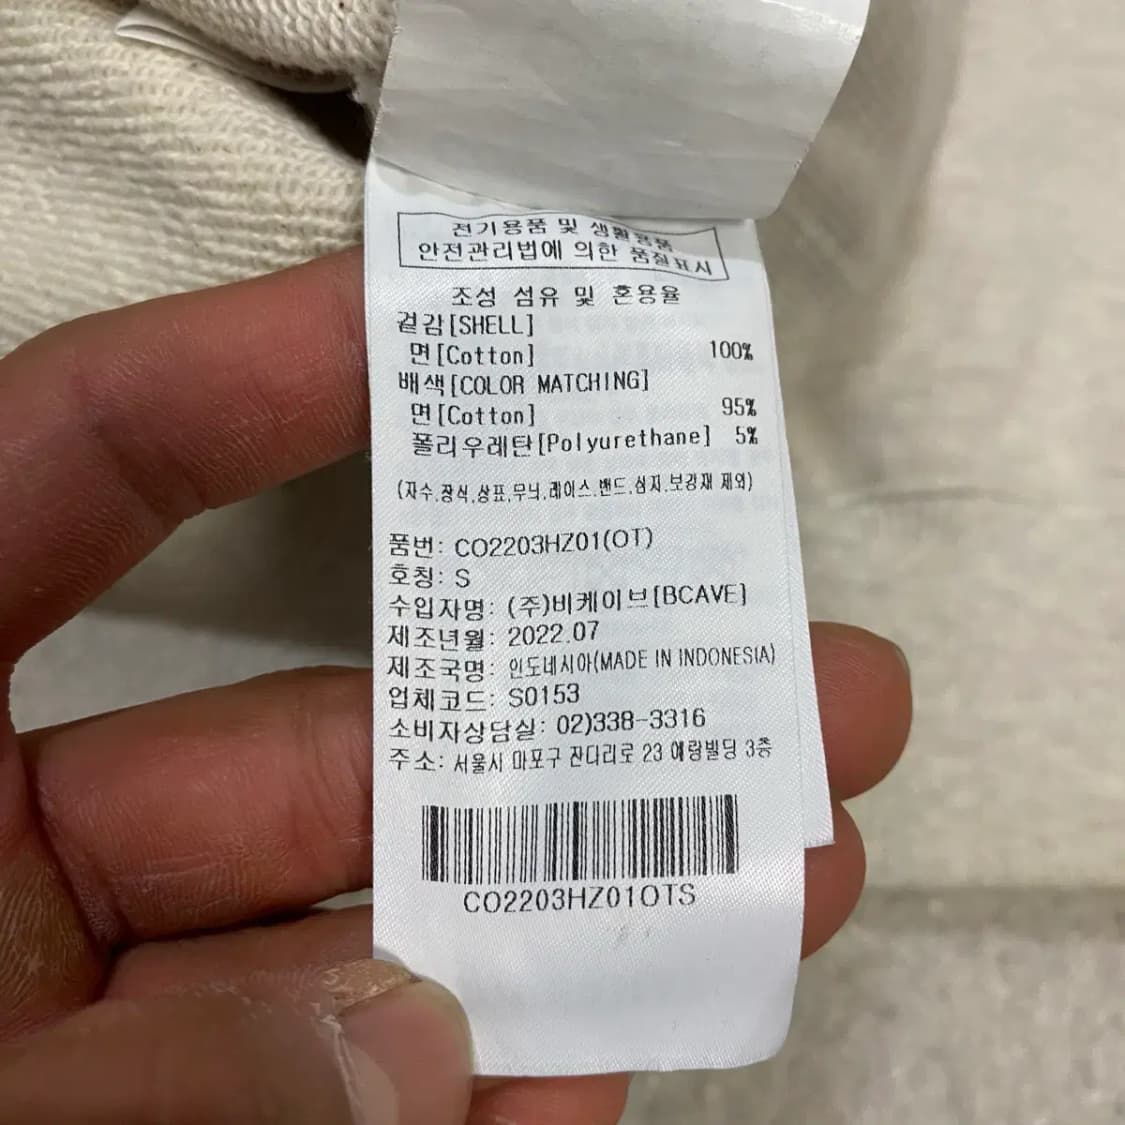 전기용품 및 생활용품
안전관리법에 의한 품질표시
조성 섬유 및 혼용율
겉감[SHELL]
면[Cotton] 100%
배색[COLOR MATCHING]
면[Cotton] 95%
폴리우레탄[Polyurethane] 5%
(자수,장식,상표,무늬,레이스,밴드,심지,보강재 제외)
품번: CO2203HZ01(OT)
호칭: S
수입자명: (주)비케이브[BCAVE]
제조년월: 2022.07
제조국명: 인도네시아(MADE IN INDONESIA)
업체코드: S0153
소비자상담실: 02)338-3316
주소: 서울시 마포구 잔다리로 23 예랑빌딩 3층
CO2203HZ01OTS